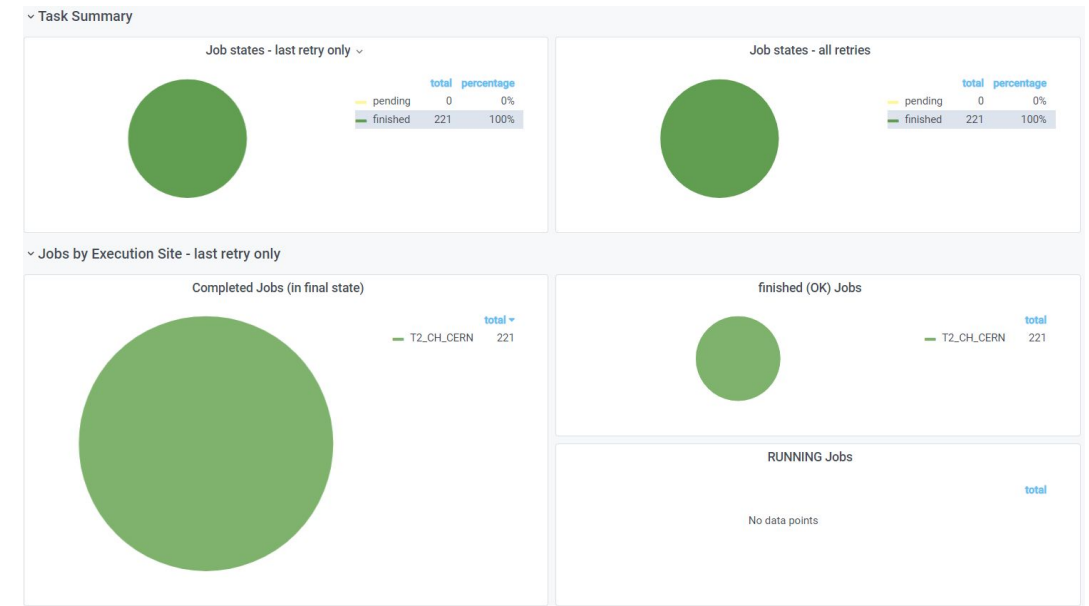 Task Summary
Job states - last retry only
total percentage
pending 0 0%
finished 221 100%
Job states - all retries
total percentage
pending 0 0%
finished 221 100%
Jobs by Execution Site - last retry only
Completed Jobs (in final state)
total
T2_CH_CERN 221
finished (OK) Jobs
total
T2_CH_CERN 221
RUNNING Jobs
total
No data points